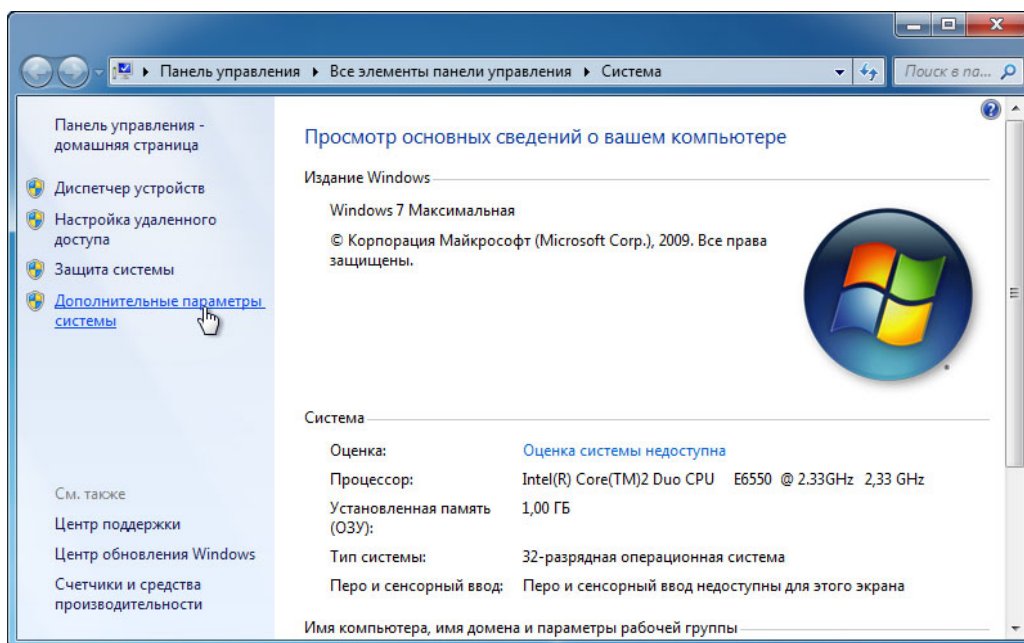 Панель управления ▸ Все элементы панели управления ▸ Система
Поиск в па...
Панель управления -
домашняя страница
Диспетчер устройств
Настройка удаленного
доступа
Защита системы
Дополнительные параметры
системы
См. также
Центр поддержки
Центр обновления Windows
Счетчики и средства
производительности
Просмотр основных сведений о вашем компьютере
Издание Windows
Windows 7 Максимальная
© Корпорация Майкрософт (Microsoft Corp.), 2009. Все права
защищены.
Система
Оценка: Оценка системы недоступна
Процессор: Intel(R) Core(TM)2 Duo CPU E6550 @ 2.33GHz 2,33 GHz
Установленная память
(ОЗУ): 1,00 ГБ
Тип системы: 32-разрядная операционная система
Перо и сенсорный ввод: Перо и сенсорный ввод недоступны для этого экрана
Имя компьютера, имя домена и параметры рабочей группы